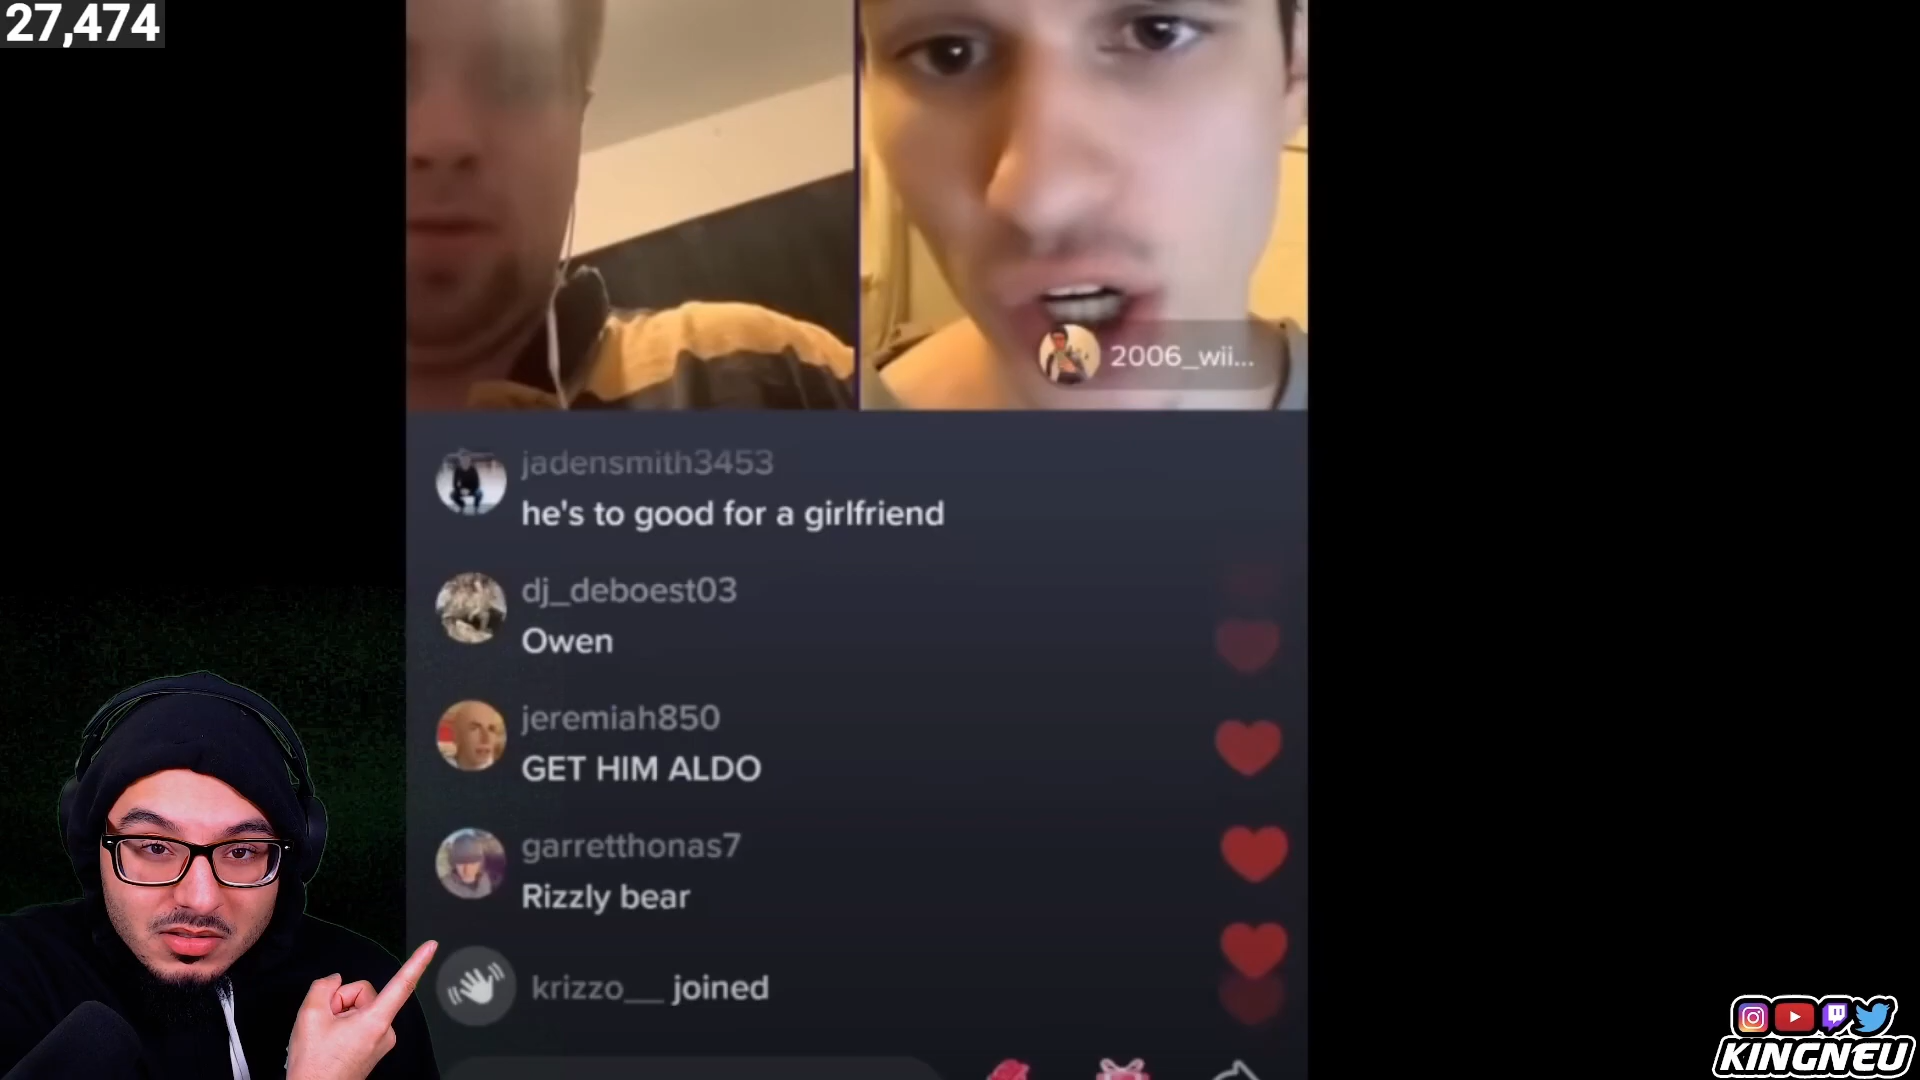 27,474
2006_wii...
jadensmith3453
he's to good for a girlfriend
dj_deboest03
Owen
jeremiah850
GET HIM ALDO
garretthonas7
Rizzly bear
krizzo__ joined
KINGNEU